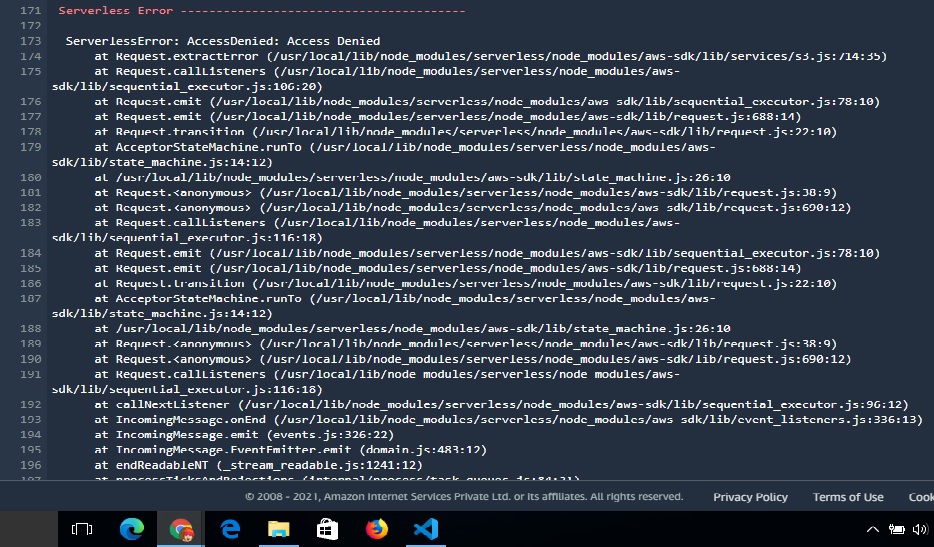 171 Serverless Error ----------------------------------------
172
173 ServerlessError: AccessDenied: Access Denied
174 at Request.extractError (/usr/local/lib/node_modules/serverless/node_modules/aws-sdk/lib/services/s3.js:714:35)
175 at Request.callListeners (/usr/local/lib/node_modules/serverless/node_modules/aws-
sdk/lib/sequential_executor.js:106:20)
176 at Request.emit (/usr/local/lib/node_modules/serverless/node_modules/aws-sdk/lib/sequential_executor.js:78:10)
177 at Request.emit (/usr/local/lib/node_modules/serverless/node_modules/aws-sdk/lib/request.js:688:14)
178 at Request.transition (/usr/local/lib/node_modules/serverless/node_modules/aws-sdk/lib/request.js:22:10)
179 at AcceptorStateMachine.runTo (/usr/local/lib/node_modules/serverless/node_modules/aws-
sdk/lib/state_machine.js:14:12)
180 at /usr/local/lib/node_modules/serverless/node_modules/aws-sdk/lib/state_machine.js:26:10
181 at Request.<anonymous> (/usr/local/lib/node_modules/serverless/node_modules/aws-sdk/lib/request.js:38:9)
182 at Request.<anonymous> (/usr/local/lib/node_modules/serverless/node_modules/aws-sdk/lib/request.js:690:12)
183 at Request.callListeners (/usr/local/lib/node_modules/serverless/node_modules/aws-
sdk/lib/sequential_executor.js:116:18)
184 at Request.emit (/usr/local/lib/node_modules/serverless/node_modules/aws-sdk/lib/sequential_executor.js:78:10)
185 at Request.emit (/usr/local/lib/node_modules/serverless/node_modules/aws-sdk/lib/request.js:688:14)
186 at Request.transition (/usr/local/lib/node_modules/serverless/node_modules/aws-sdk/lib/request.js:22:10)
187 at AcceptorStateMachine.runTo (/usr/local/lib/node_modules/serverless/node_modules/aws-
sdk/lib/state_machine.js:14:12)
188 at /usr/local/lib/node_modules/serverless/node_modules/aws-sdk/lib/state_machine.js:26:10
189 at Request.<anonymous> (/usr/local/lib/node_modules/serverless/node_modules/aws-sdk/lib/request.js:38:9)
190 at Request.<anonymous> (/usr/local/lib/node_modules/serverless/node_modules/aws-sdk/lib/request.js:690:12)
191 at Request.callListeners (/usr/local/lib/node_modules/serverless/node_modules/aws-
sdk/lib/sequential_executor.js:116:18)
192 at callNextListener (/usr/local/lib/node_modules/serverless/node_modules/aws-sdk/lib/sequential_executor.js:96:12)
193 at IncomingMessage.onEnd (/usr/local/lib/node_modules/serverless/node_modules/aws-sdk/lib/event_listeners.js:336:13)
194 at IncomingMessage.emit (events.js:326:22)
195 at IncomingMessage.EventEmitter.emit (domain.js:483:12)
196 at endReadableNT (_stream_readable.js:1241:12)
197 at processTicksAndRejections (internal/process/task_queues.js:84:21)
© 2008 - 2021, Amazon Internet Services Private Ltd. or its affiliates. All rights reserved. Privacy Policy Terms of Use Cook